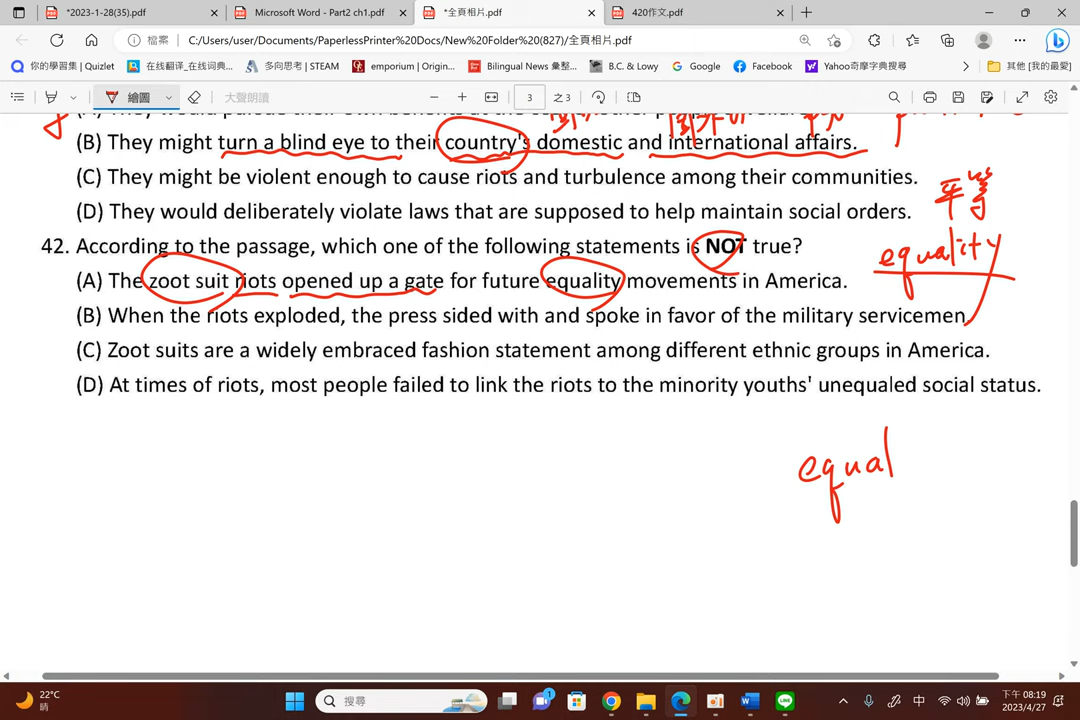 *2023-1-28(35).pdf
Microsoft Word - Part2 ch1.pdf
*全頁相片.pdf
420作文.pdf
檔案
C:/Users/user/Documents/PaperlessPrinter%20Docs/New%20Folder%20(827)/全頁相片.pdf
你的學習集 | Quizlet
在线翻译_在线词典...
多向思考 | STEAM
emporium | Origin...
Bilingual News 彙整...
B.C. & Lowy
Google
Facebook
Yahoo奇摩字典搜尋
其他 [我的最愛]
繪圖
大聲朗讀
3 之3
(B) They might turn a blind eye to their country's domestic and international affairs.
(C) They might be violent enough to cause riots and turbulence among their communities.
平等
(D) They would deliberately violate laws that are supposed to help maintain social orders.
42. According to the passage, which one of the following statements is NOT true?
equality
(A) The zoot suit riots opened up a gate for future equality movements in America.
(B) When the riots exploded, the press sided with and spoke in favor of the military servicemen.
(C) Zoot suits are a widely embraced fashion statement among different ethnic groups in America.
(D) At times of riots, most people failed to link the riots to the minority youths' unequaled social status.
equal
22°C
晴
搜尋
中
下午 08:19
2023/4/27